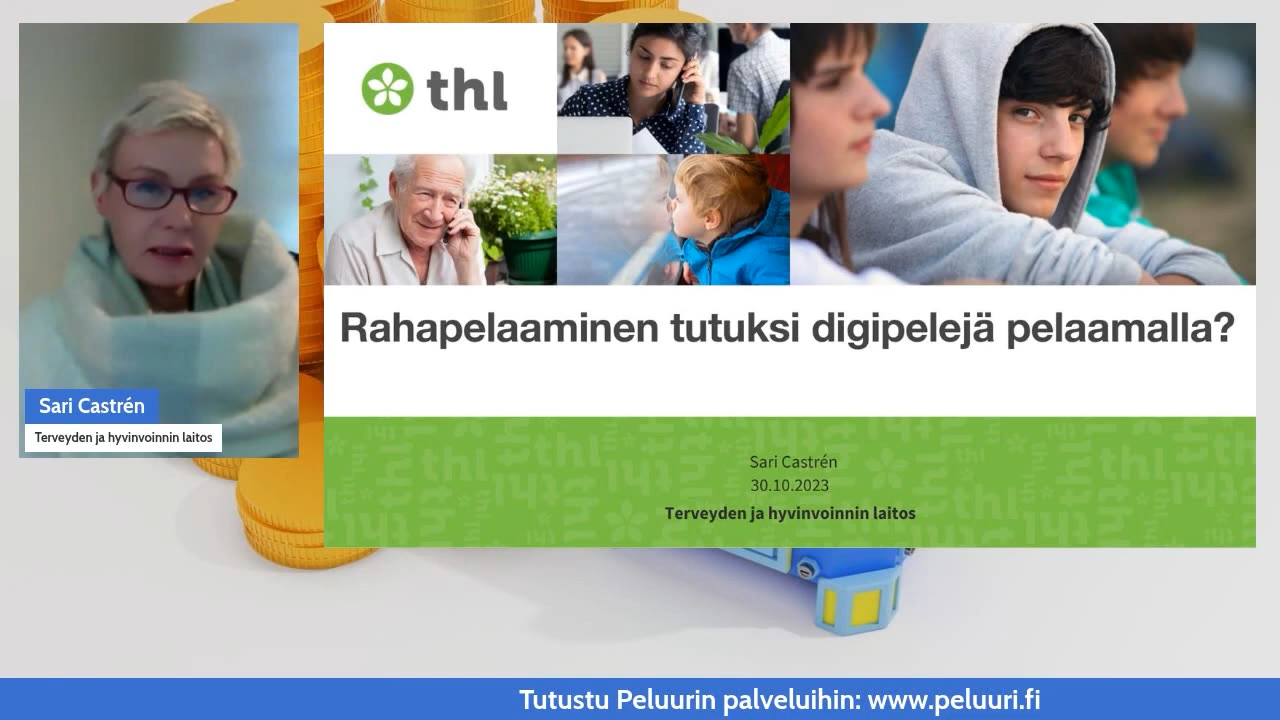 thl
Rahapelaaminen tutuksi digipelejä pelaamalla?
Sari Castrén
30.10.2023
Terveyden ja hyvinvoinnin laitos
Sari Castrén
Terveyden ja hyvinvoinnin laitos
Tutustu Peluurin palveluihin: www.peluuri.fi